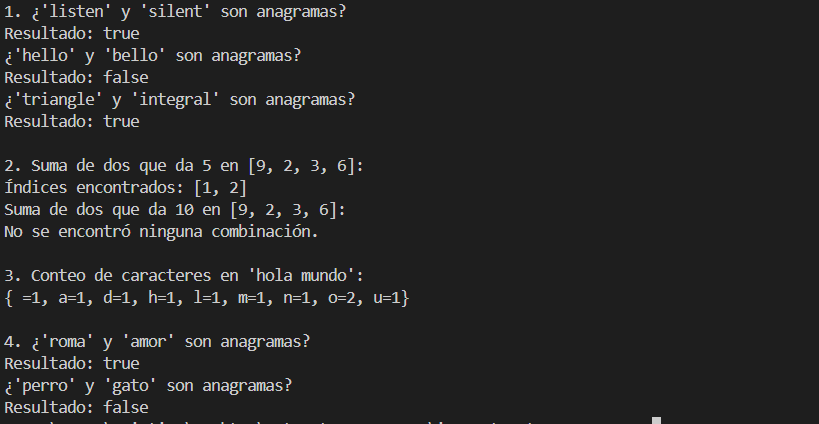 1. ¿'listen' y 'silent' son anagramas?
Resultado: true
¿'hello' y 'bello' son anagramas?
Resultado: false
¿'triangle' y 'integral' son anagramas?
Resultado: true
2. Suma de dos que da 5 en [9, 2, 3, 6]:
Índices encontrados: [1, 2]
Suma de dos que da 10 en [9, 2, 3, 6]:
No se encontró ninguna combinación.
3. Conteo de caracteres en 'hola mundo':
{ =1, a=1, d=1, h=1, l=1, m=1, n=1, o=2, u=1}
4. ¿'roma' y 'amor' son anagramas?
Resultado: true
¿'perro' y 'gato' son anagramas?
Resultado: false